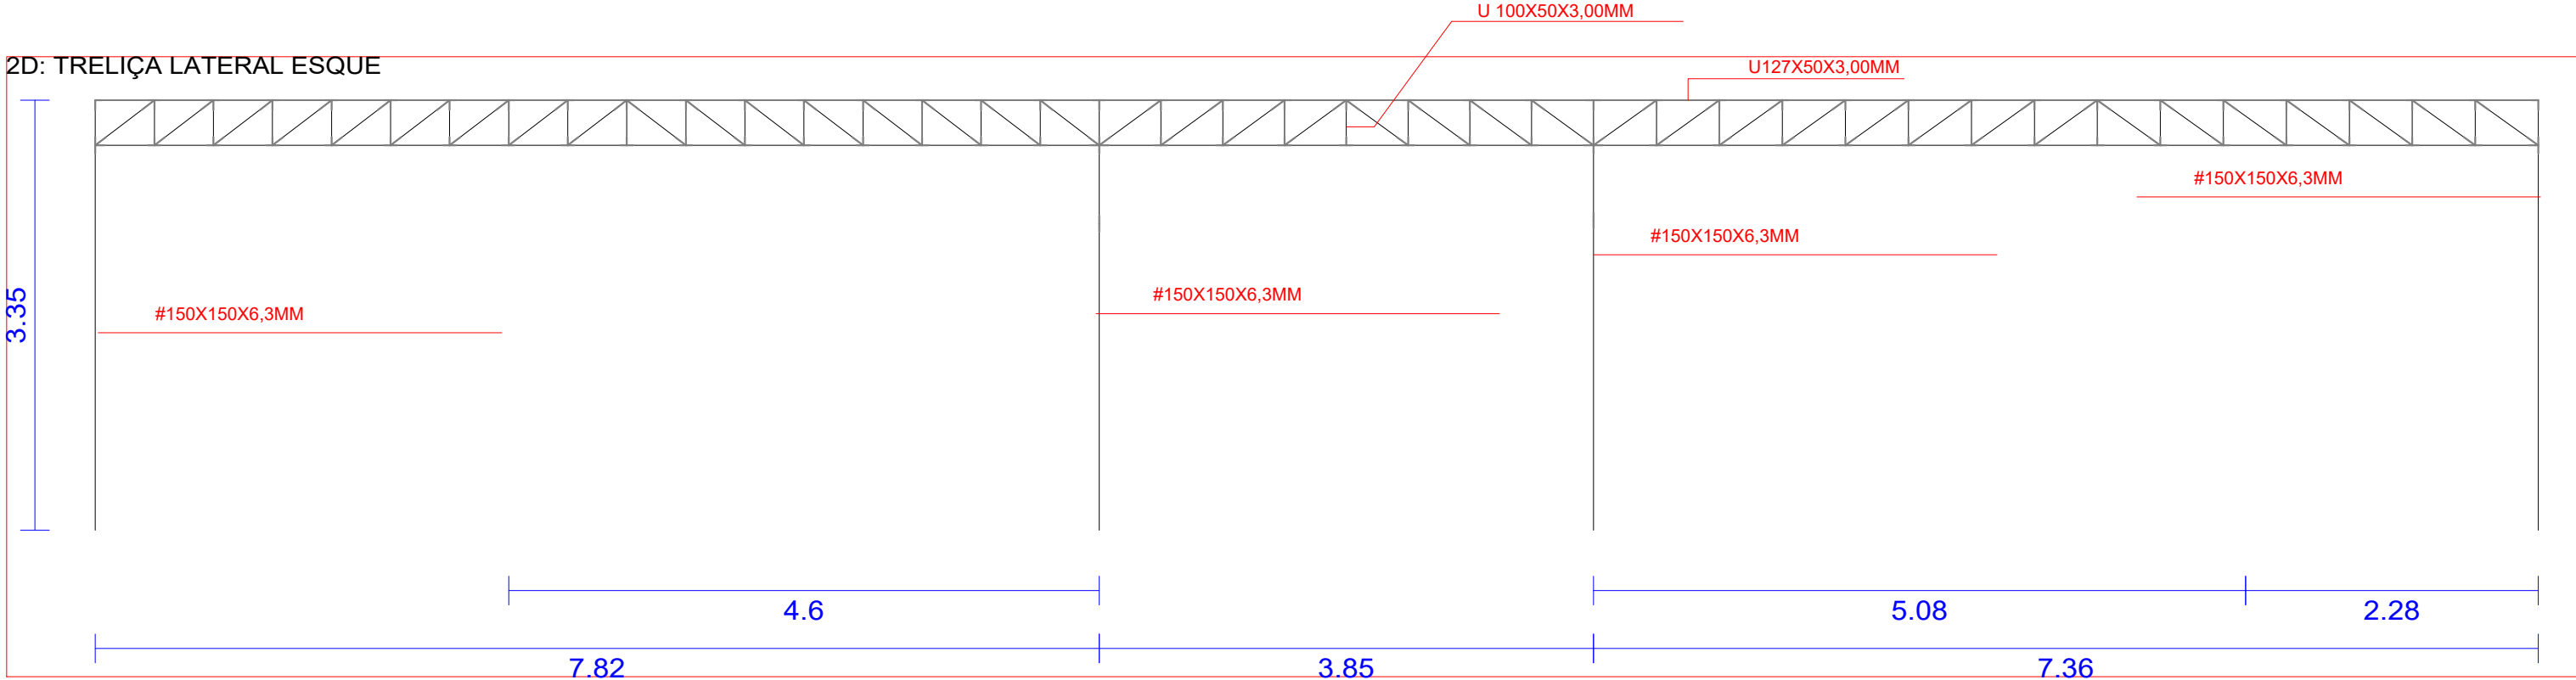 U 100X50X3,00MM
2D: TRELIÇA LATERAL ESQUE
U127X50X3,00MM
#150X150X6,3MM
#150X150X6,3MM
#150X150X6,3MM
#150X150X6,3MM
3.35
4.6
5.08
2.28
7.82
3.85
7.36